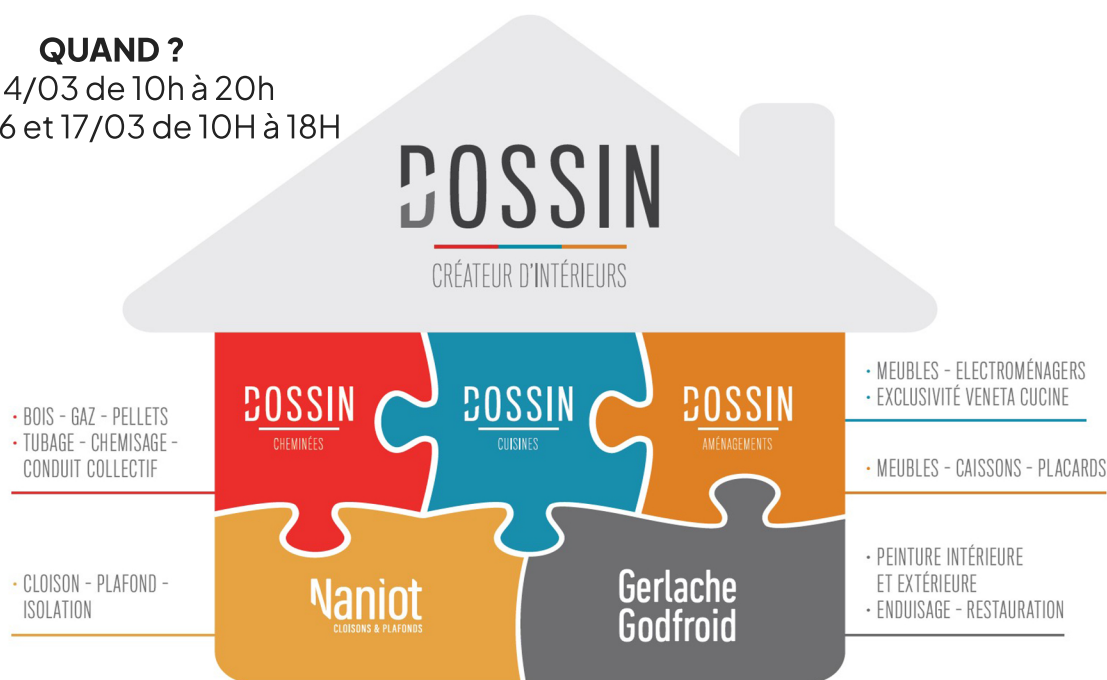 QUAND ?
4/03 de 10h à 20h
6 et 17/03 de 10H à 18H
DOSSIN
CRÉATEUR D'INTÉRIEURS
DOSSIN
CHEMINÉES
DOSSIN
CUISINES
DOSSIN
AMÉNAGEMENTS
• BOIS - GAZ - PELLETS
• TUBAGE - CHEMISAGE -
CONDUIT COLLECTIF
• MEUBLES - ELECTROMÉNAGERS
• EXCLUSIVITÉ VENETA CUCINE
• MEUBLES - CAISSONS - PLACARDS
• CLOISON - PLAFOND -
ISOLATION
Naniot
CLOISONS & PLAFONDS
Gerlache
Godfroid
• PEINTURE INTÉRIEURE
ET EXTÉRIEURE
• ENDUISAGE - RESTAURATION